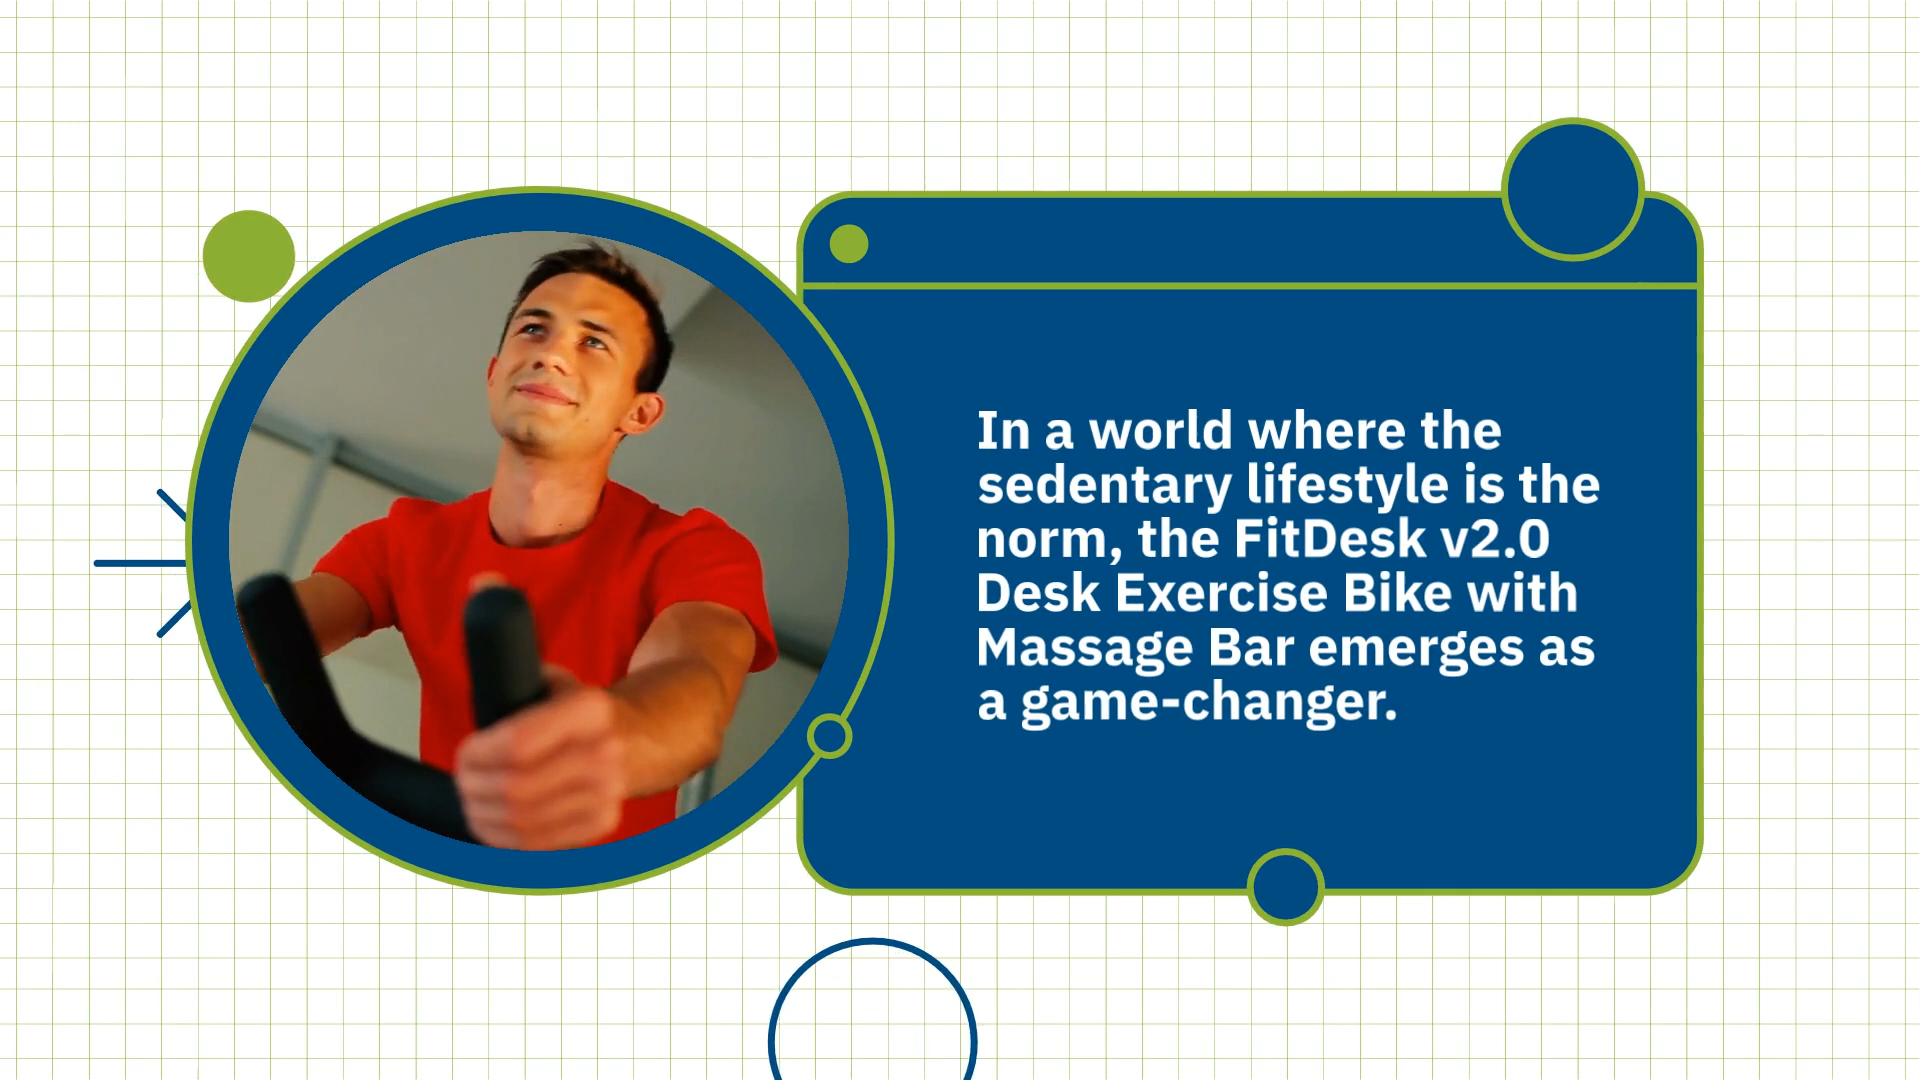 In a world where the
sedentary lifestyle is the
norm, the FitDesk v2.0
Desk Exercise Bike with
Massage Bar emerges as
a game-changer.